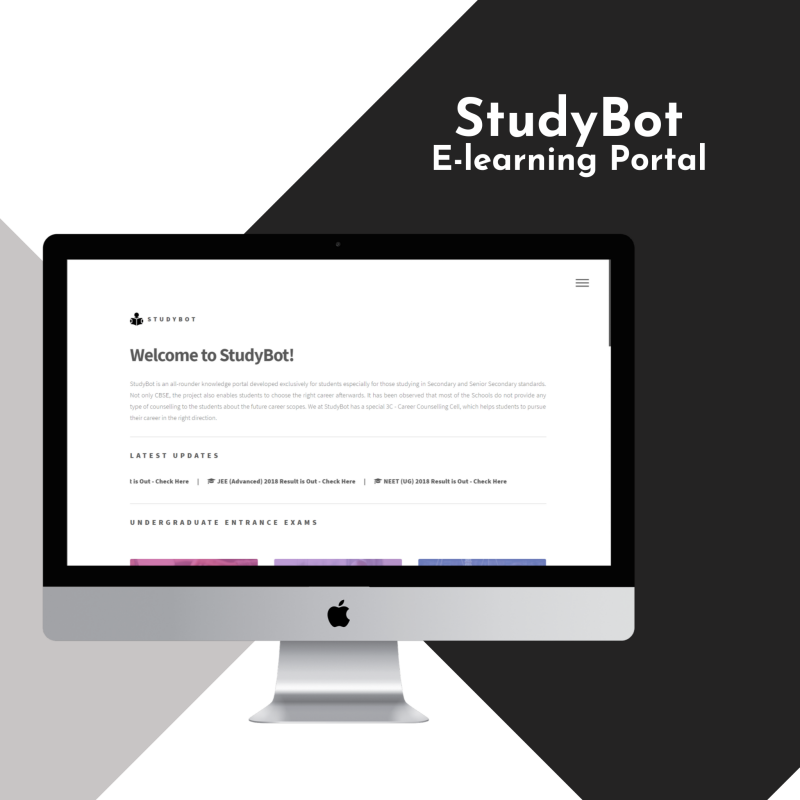 StudyBot
E-learning Portal
STUDYBOT
Welcome to StudyBot!
StudyBot is an all-rounder knowledge portal developed exclusively for students especially for those studying in Secondary and Senior Secondary standards.
Not only CBSE, the project also enables students to choose the right career afterwards. It has been observed that most of the Schools do not provide any
type of counselling to the students about the future career scopes. We at StudyBot has a special 3C - Career Counselling Cell, which helps students to pursue
their career in the right direction.
LATEST UPDATES
t is Out - Check Here | JEE (Advanced) 2018 Result is Out - Check Here | NEET (UG) 2018 Result is Out - Check Here
UNDERGRADUATE ENTRANCE EXAMS